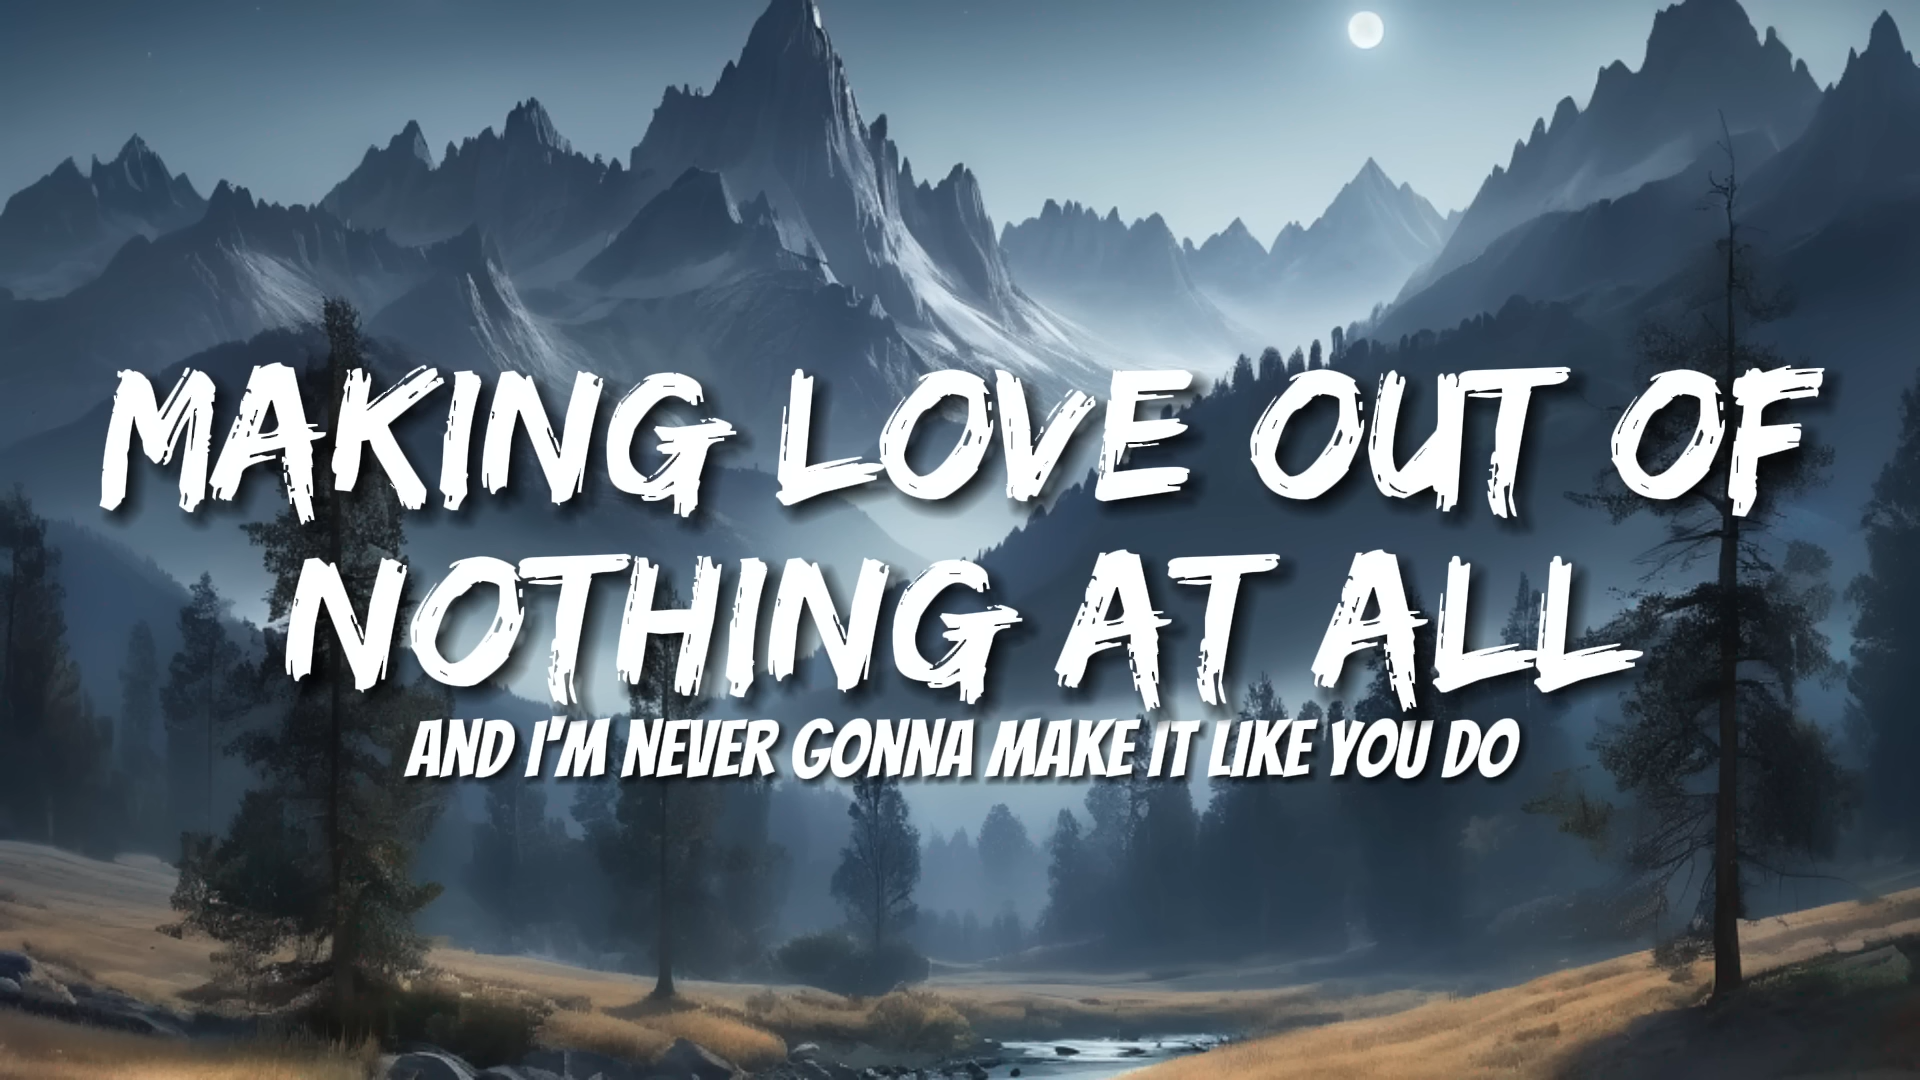 MAKING LOVE OUT OF
NOTHING AT ALL
AND I'M NEVER GONNA MAKE IT LIKE YOU DO